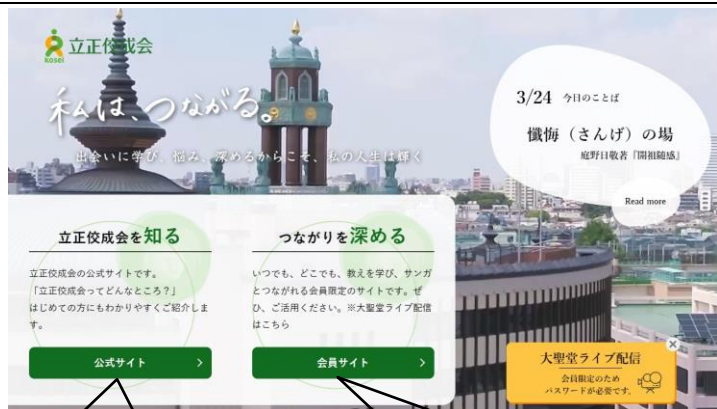 kosei
立正佼成会
私は、つながる。
出会いに学び、悩み、深めるからこそ、私の人生は輝く
3/24 今日のことば
懺悔（さんげ）の場
庭野日敬著『開祖随感』
Read more
立正佼成会を知る
立正佼成会の公式サイトです。
「立正佼成会ってどんなところ？」
はじめての方にもわかりやすくご紹介しま
す。
公式サイト
つながりを深める
いつでも、どこでも、教えを学び、サンガ
とつながれる会員限定のサイトです。ぜ
ひ、ご活用ください。※大聖堂ライブ配信
はこちら
会員サイト
大聖堂ライブ配信
会員限定のため
パスワードが必要です。